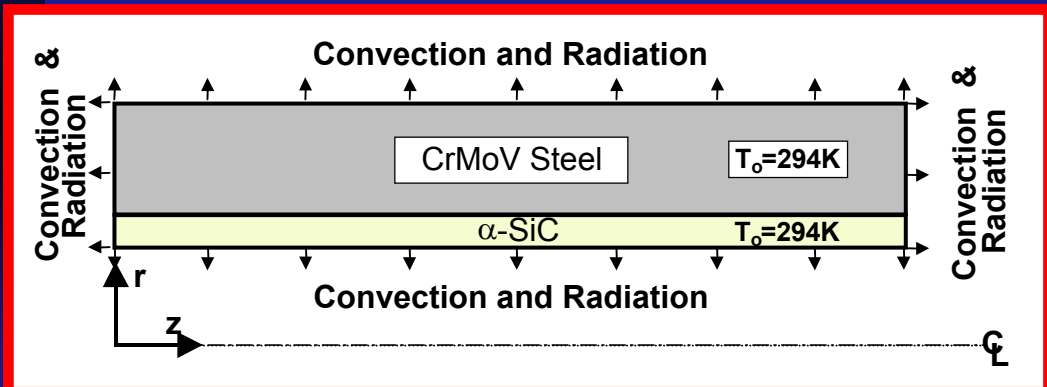 Convection and Radiation
Convection &
Radiation
CrMoV Steel
To=294K
α-SiC
To=294K
Convection &
Radiation
r
Convection and Radiation
z
CL